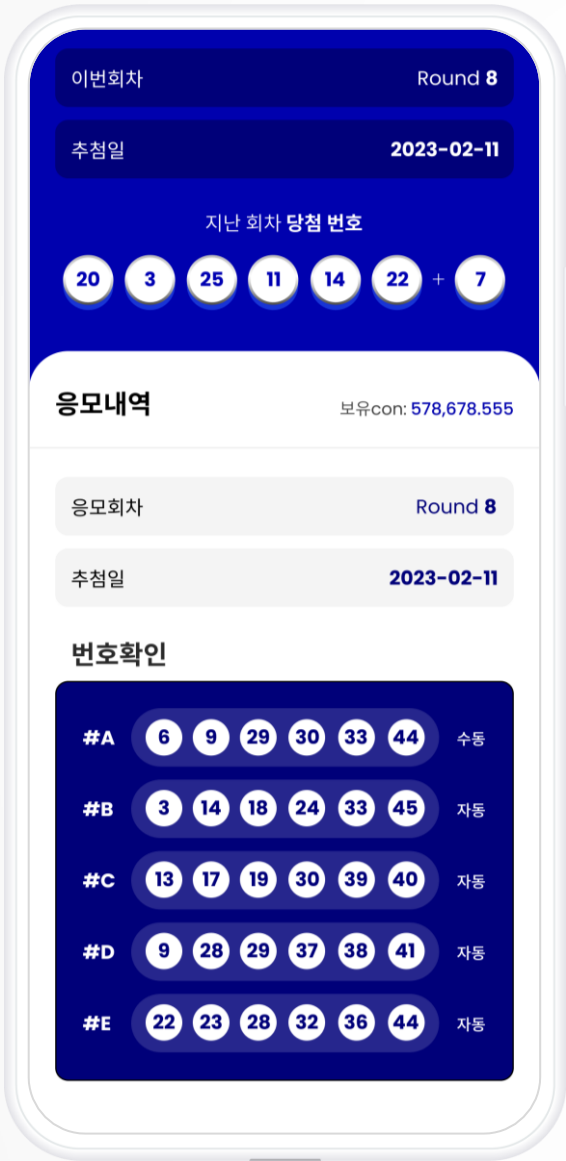 이번회차 Round 8
추첨일 2023-02-11
지난 회차 당첨 번호
20 3 25 11 14 22 + 7
응모내역 보유con: 578,678.555
응모회차 Round 8
추첨일 2023-02-11
번호확인
#A 6 9 29 30 33 44 수동
#B 3 14 18 24 33 45 자동
#C 13 17 19 30 39 40 자동
#D 9 28 29 37 38 41 자동
#E 22 23 28 32 36 44 자동